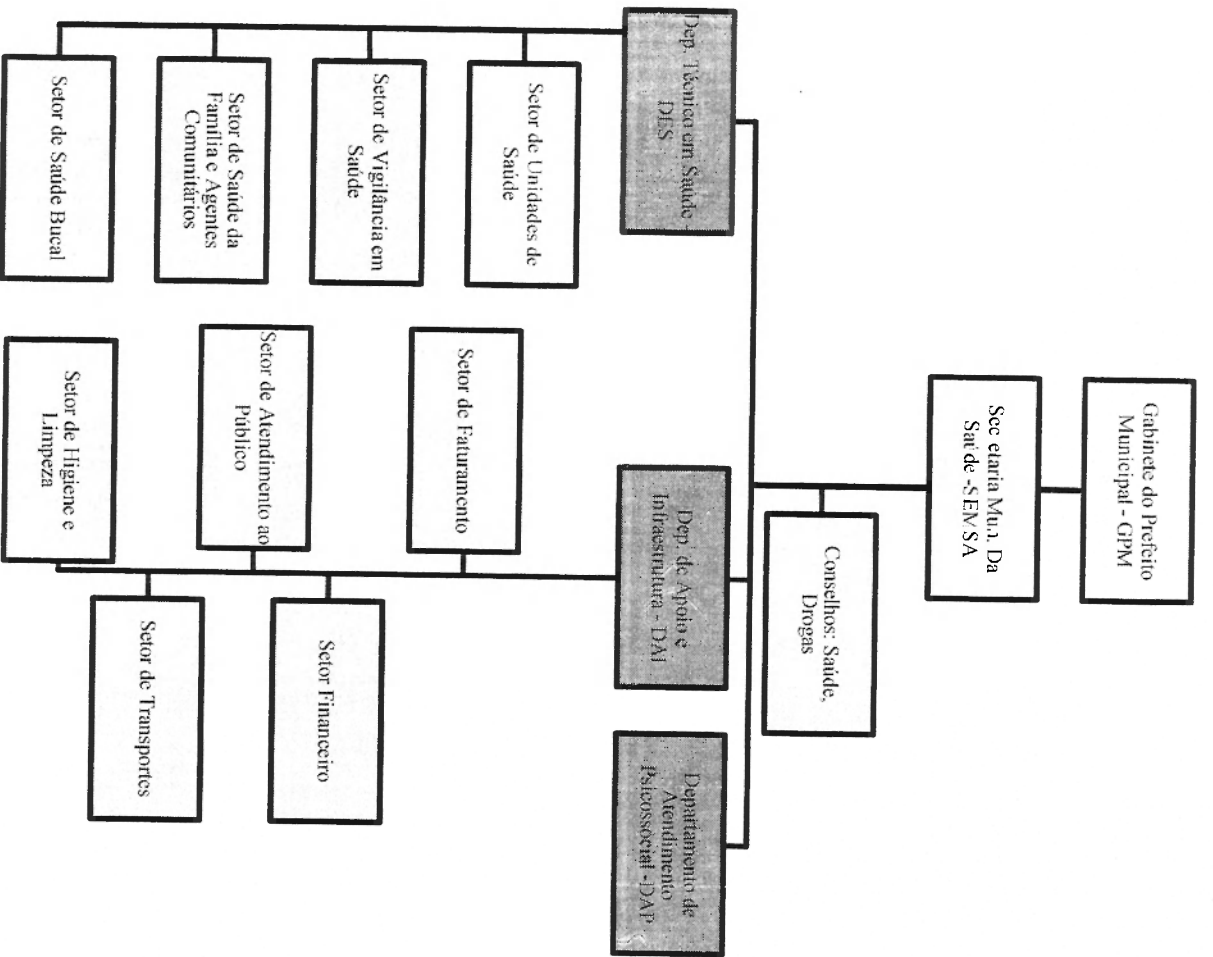 Gabinete do Prefeito
Municipal - GPM
Sec etaria Mun. Da
Saúde -SEMSA
Conselhos: Saúde,
Drogas
Dep. Técnico em Saúde -
DES
Dep. de Apoio e
Infraestrutura - DAI
Departamento de
Atendimento
Psicossocial -DAP
Setor de Unidades de
Saúde
Setor de Vigilância em
Saúde
Setor de Saúde da
Família e Agentes
Comunitários
Setor de Saúde Bucal
Setor de Faturamento
Setor de Atendimento ao
Público
Setor de Higiene e
Limpeza
Setor Financeiro
Setor de Transportes